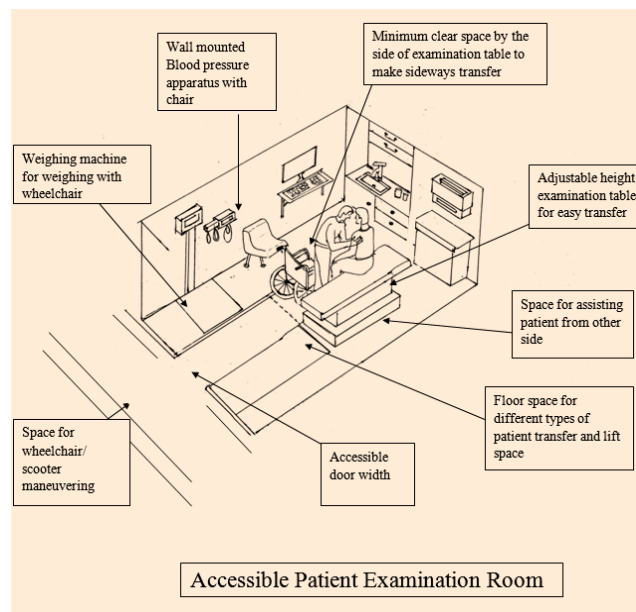 Wall mounted
Blood pressure
apparatus with
chair
Minimum clear space by the
side of examination table to
make sideways transfer
Weighing machine
for weighing with
wheelchair
Adjustable height
examination table
for easy transfer
Space for assisting
patient from other
side
Floor space for
different types of
patient transfer and lift
space
Space for
wheelchair/
scooter
maneuvering
Accessible
door width
Accessible Patient Examination Room